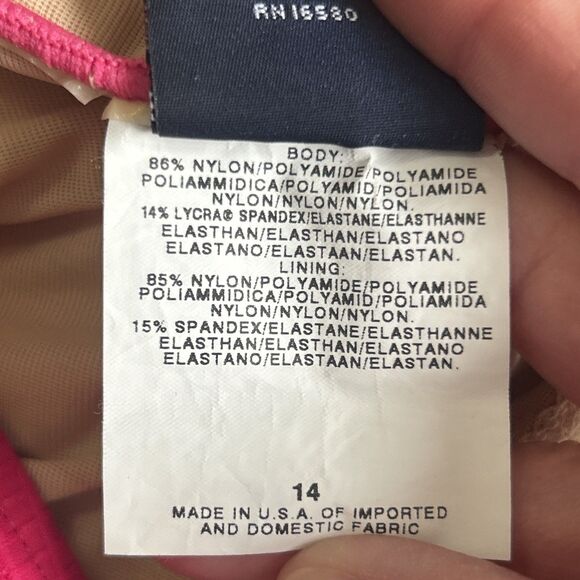 RN16580
BODY:
86% NYLON/POLYAMIDE/POLYAMIDE
POLIAMMIDICA/POLYAMID/POLIAMIDA
NYLON/NYLON/NYLON.
14% LYCRA® SPANDEX/ELASTANE/ELASTHANNE
ELASTHAN/ELASTHAN/ELASTANO
ELASTANO/ELASTAAN/ELASTAN.
LINING:
85% NYLON/POLYAMIDE/POLYAMIDE
POLIAMMIDICA/POLYAMID/POLIAMIDA
NYLON/NYLON/NYLON.
15% SPANDEX/ELASTANE/ELASTHANNE
ELASTHAN/ELASTHAN/ELASTANO
ELASTANO/ELASTAAN/ELASTAN.
14
MADE IN U.S.A. OF IMPORTED
AND DOMESTIC FABRIC